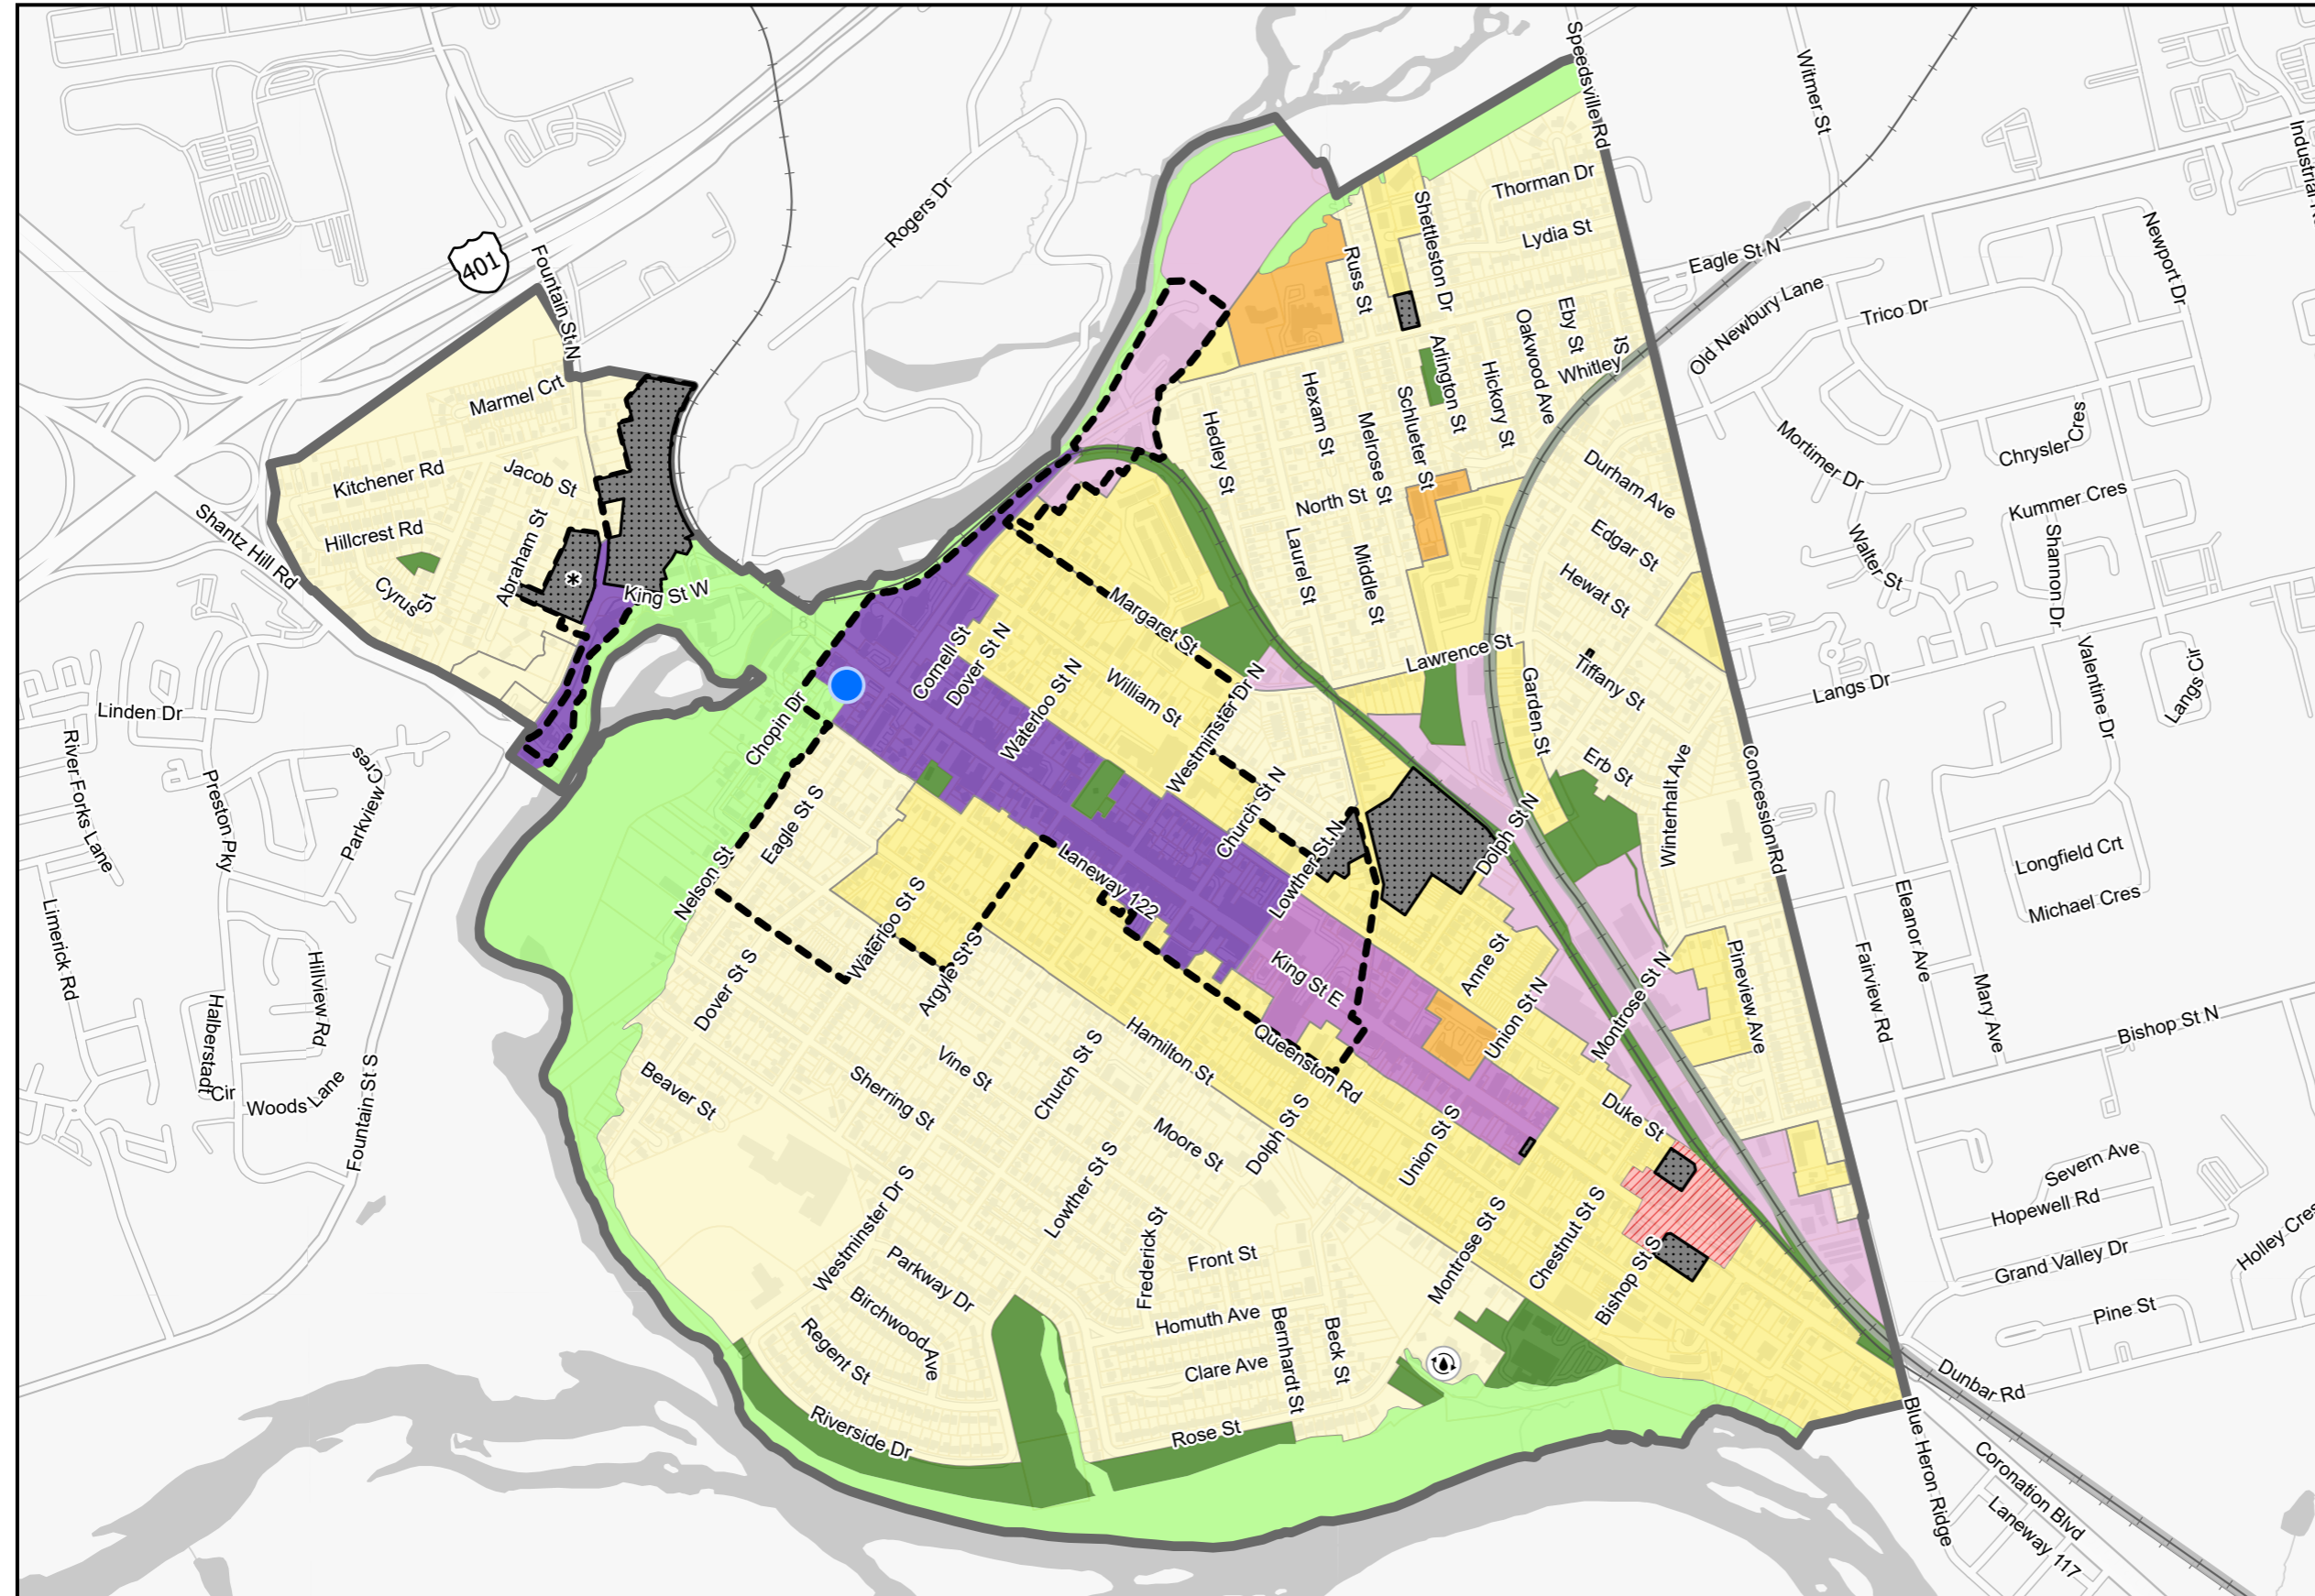 Speedsville Rd
Witmer St
Industrial
Rogers Dr
401
Fountain St N
Thorman Dr
Shettleston Dr
Lydia St
Eagle St N
Newport Dr
Russ St
Old Newbury Lane
Trico Dr
Eby St
Oakwood Ave
Whitley
St
Arlington St
Hickory St
Marmel Crt
Hexam St
Schlueter St
Melrose St
Hedley St
Chrysler
Cres
Mortimer Dr
Kitchener Rd
Jacob St
Durham Ave
Kummer Cres
North St
Shantz Hill Rd
Hillcrest Rd
Abraham St
Edgar St
Walter St
Shannon Dr
Laurel St
Middle St
Cyrus
St
*
King St W
Hewat St
Margaret St
8
Cornell St
Dover St N
Lawrence St
Tiffany St
Valentine Dr
Langs Cir
Langs Dr
William St
Waterloo St N
Westminster Dr N
Garden St
Linden Dr
Choppin Dr
River Forks Lane
Preston Pky
Parkview
Cres
Erb St
Winterhalt Ave
Concession Rd
Eagle St S
Church St N
Dolph St N
Longfield Crt
Nelson St
Laneway 122
Lowther St N
Michael Cres
Eleanor Ave
Limerick Rd
Waterloo St S
Argyle St S
Dover St S
Hillview Rd
King St E
Anne St
Union St N
Montrose St N
Pineview Ave
Fairview Rd
Mary Ave
Bishop St N
Halberstadt
Cir
Woods
Lane
Fountain St S
Beaver St
Vine St
Sherring St
Church St S
Hamilton St
Queenston Rd
Duke St
Moore St
Dolph St S
Union St S
Severn Ave
Hopewell Rd
Grand Valley Dr
Holley Cres
Westminster Dr S
Lowther St S
Frederick St
Front St
Montrose St S
Chestnut St S
Bishop St S
Parkway Dr
Birchwood
Ave
Regent St
Homuth Ave
Bernhardt St
Beck St
Clare Ave
Pine St
Dunbar Rd
Riverside Dr
Rose St
Blue Heron Ridge
Coronation Blvd
Laneway 117